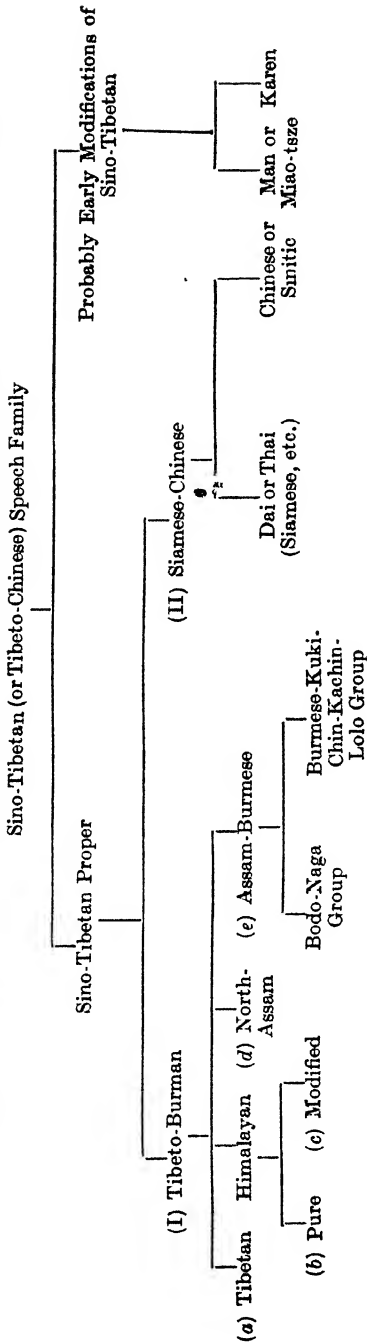 Sino-Tibetan (or Tibeto-Chinese) Speech Family
Sino-Tibetan Proper
Probably Early Modifications of
Sino-Tibetan
(I) Tibeto-Burman
(II) Siamese-Chinese
Man or
Miao-tsze
Karen
(a) Tibetan
Himalayan
(d) North-
Assam
(e) Assam-Burmese
Dai or Thai
(Siamese, etc.)
Chinese or
Sinitic
(b) Pure
(c) Modified
Bodo-Naga
Group
Burmese-Kuki-
Chin-Kachin-
Lolo Group